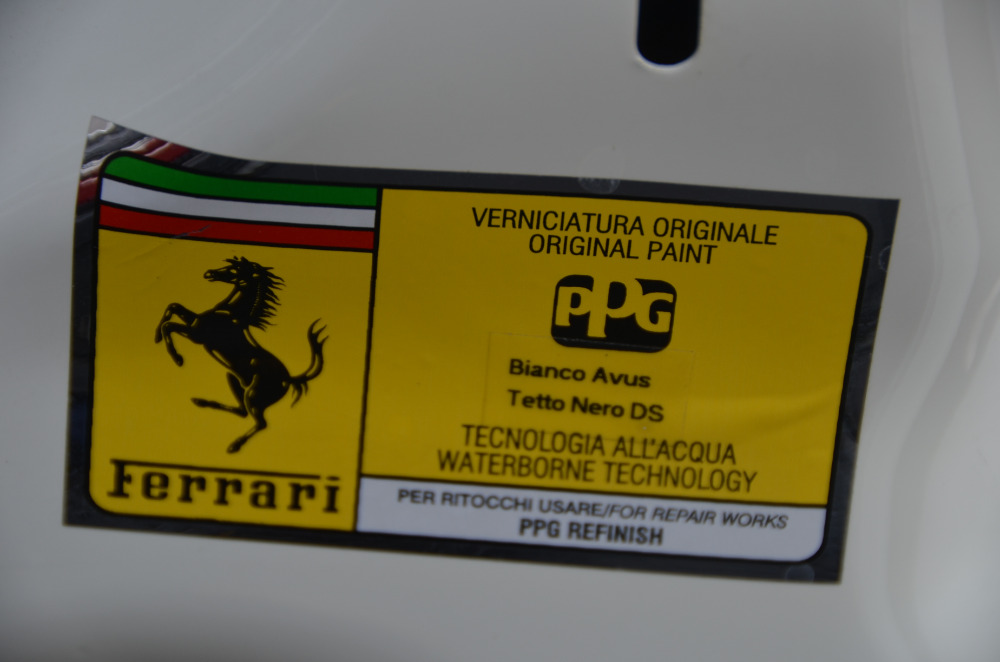 Ferrari
VERNICIATURA ORIGINALE
ORIGINAL PAINT
PPG
Bianco Avus
Tetto Nero DS
TECNOLOGIA ALL'ACQUA
WATERBORNE TECHNOLOGY
PER RITOCCHI USARE/FOR REPAIR WORKS
PPG REFINISH